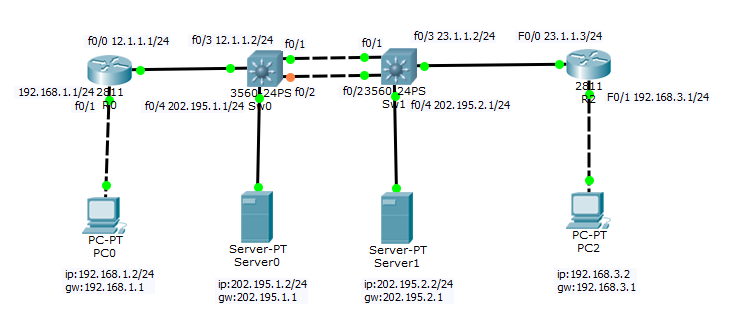 f0/0 12.1.1.1/24
f0/3 12.1.1.2/24
f0/1
f0/1
f0/3 23.1.1.2/24
F0/0 23.1.1.3/24
192.168.1.1/24
2811
R0
f0/1
f0/4 202.195.1.1/24
3560-24PS
Sw0
f0/2
f0/2
3560-24PS
Sw1
f0/4 202.195.2.1/24
2811
R2
F0/1 192.168.3.1/24
PC-PT
PC0
ip:192.168.1.2/24
gw:192.168.1.1
Server-PT
Server0
ip:202.195.1.2/24
gw:202.195.1.1
Server-PT
Server1
ip:202.195.2.2/24
gw:202.195.2.1
PC-PT
PC2
ip:192.168.3.2
gw:192.168.3.1